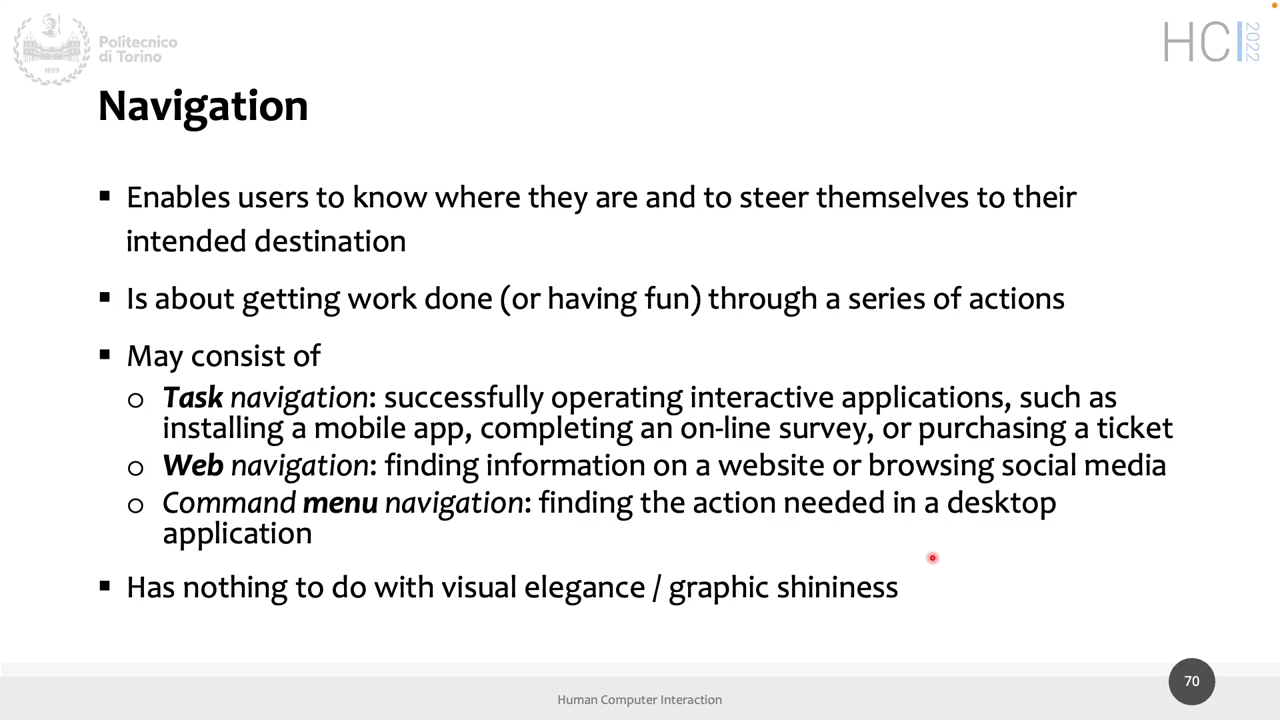 Politecnico
di Torino
1859
HCI 2022
Navigation
▪ Enables users to know where they are and to steer themselves to their
intended destination
▪ Is about getting work done (or having fun) through a series of actions
▪ May consist of
o Task navigation: successfully operating interactive applications, such as
installing a mobile app, completing an on-line survey, or purchasing a ticket
o Web navigation: finding information on a website or browsing social media
o Command menu navigation: finding the action needed in a desktop
application
▪ Has nothing to do with visual elegance / graphic shininess
Human Computer Interaction
70